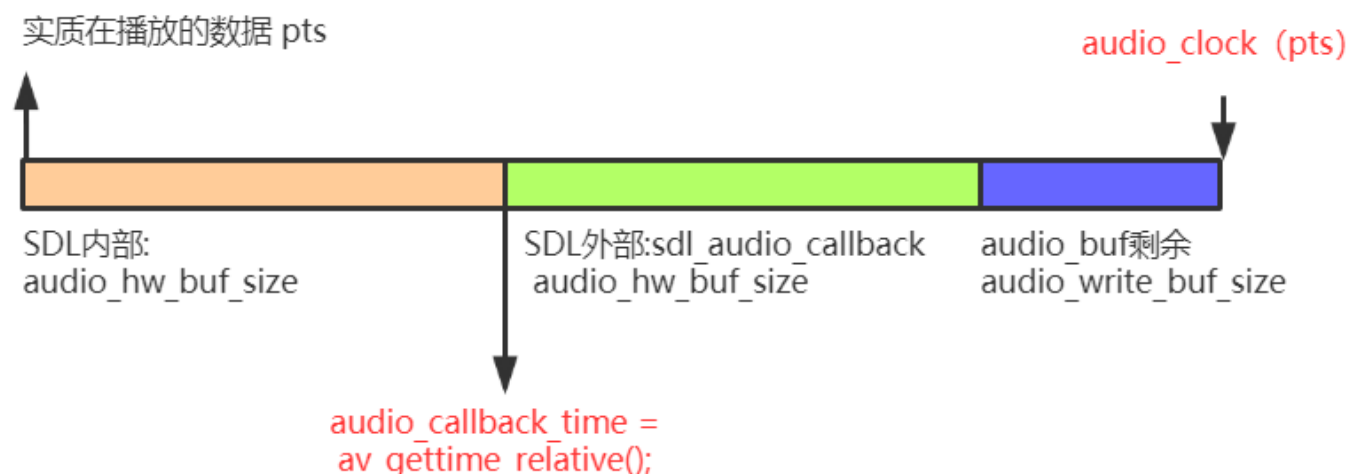 实质在播放的数据 pts
audio_clock（pts）
SDL内部:
audio_hw_buf_size
SDL外部:sdl_audio_callback
audio_hw_buf_size
audio_buf剩余
audio_write_buf_size
audio_callback_time =
av_gettime_relative();